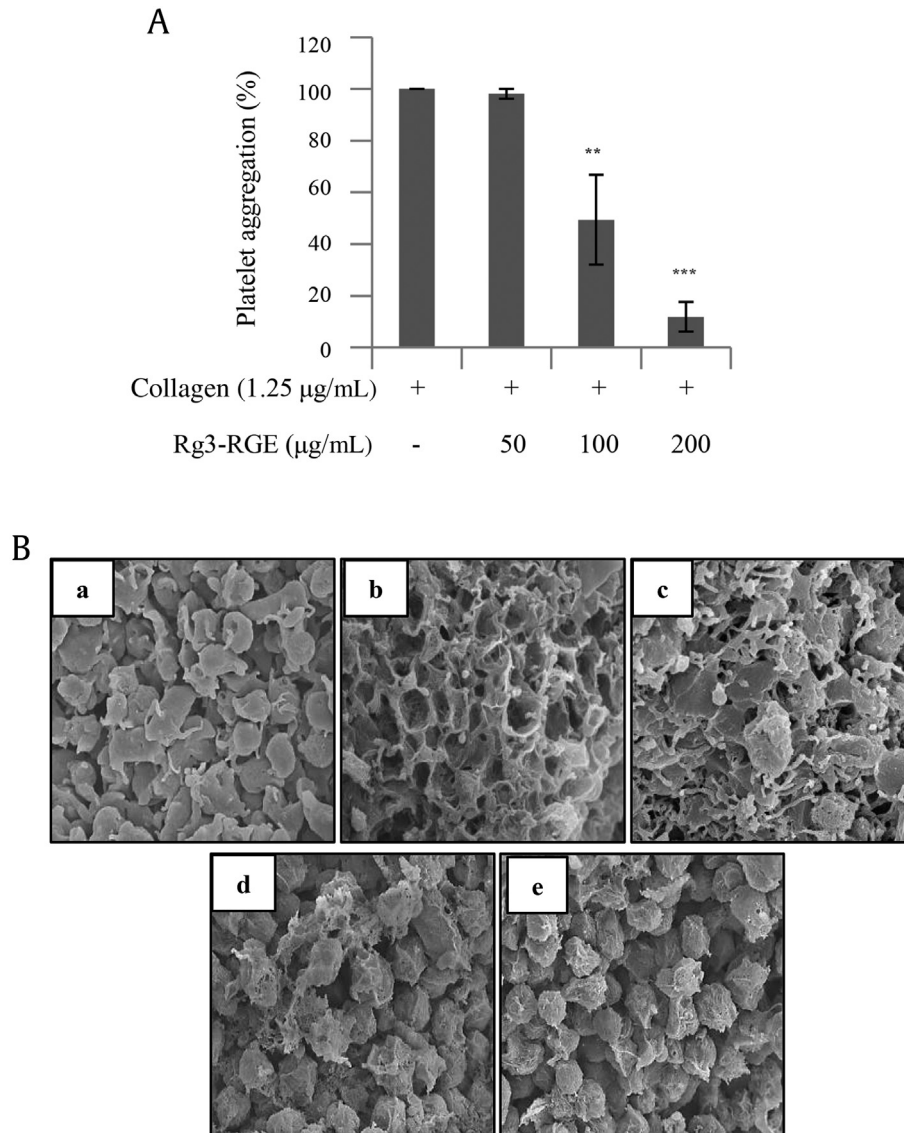 A
Platelet aggregation (%)
120
100
80
60
40
20
0
**
***
Collagen (1.25 μg/mL) + + + +
Rg3-RGE (μg/mL) - 50 100 200
B
a
b
c
d
e